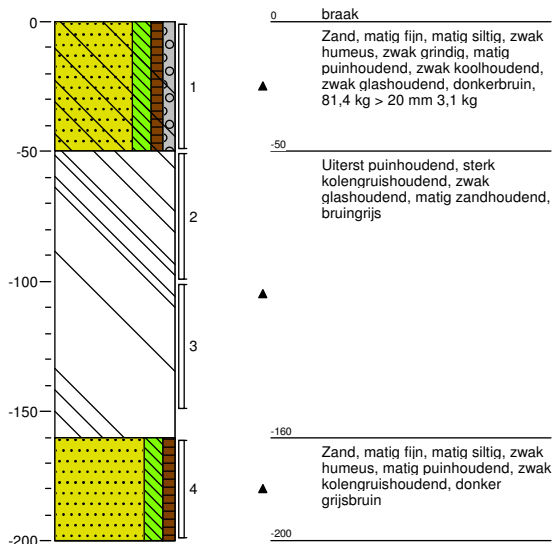 0
-50
-100
-150
-200
1
2
3
4
0
braak
Zand, matig fijn, matig siltig, zwak
humeus, zwak grindig, matig
puinhoudend, zwak koolhoudend,
zwak glashoudend, donkerbruin,
81,4 kg > 20 mm 3,1 kg
-50
Uiterst puinhoudend, sterk
kolengruishoudend, zwak
glashoudend, matig zandhoudend,
bruingrijs
-160
Zand, matig fijn, matig siltig, zwak
humeus, matig puinhoudend, zwak
kolengruishoudend, donker
grijsbruin
-200